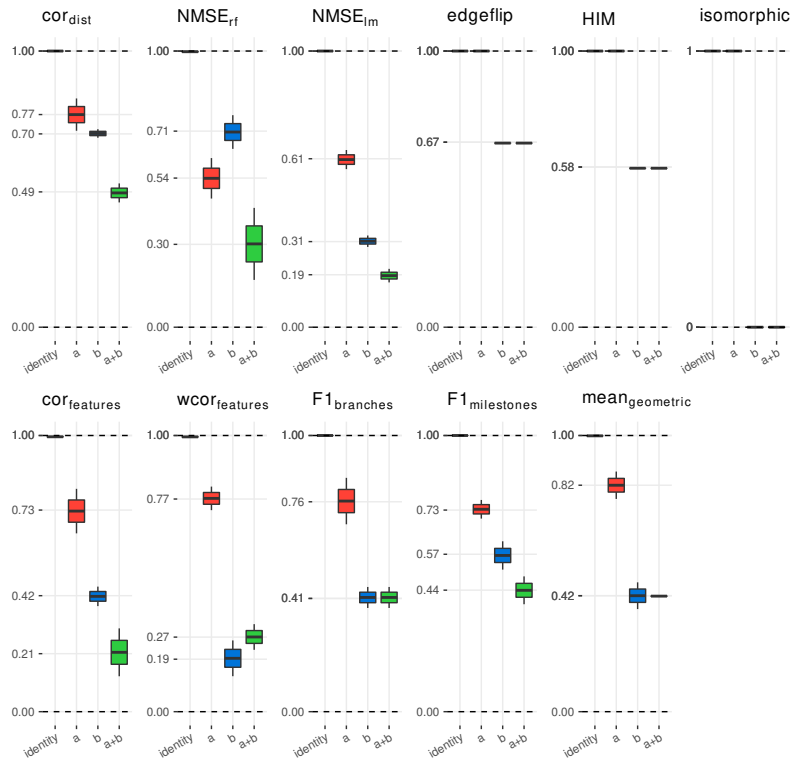 cor_dist NMSE_rf NMSE_lm edgeflip HIM isomorphic
1.00 1.00 1.00 1.00 1.00 1
0.77
0.70 0.71 0.61 0.67 0.58
0.49 0.54
0.30 0.31
0.19
0.00 0.00 0.00 0.00 0.00 0
identity a b a+b identity a b a+b identity a b a+b identity a b a+b identity a b a+b identity a b a+b
cor_features wcor_features F1_branches F1_milestones mean_geometric
1.00 1.00 1.00 1.00 1.00
0.73 0.77 0.76 0.73 0.82
0.57
0.42 0.41 0.44 0.42
0.21 0.27
0.19
0.00 0.00 0.00 0.00 0.00
identity a b a+b identity a b a+b identity a b a+b identity a b a+b identity a b a+b